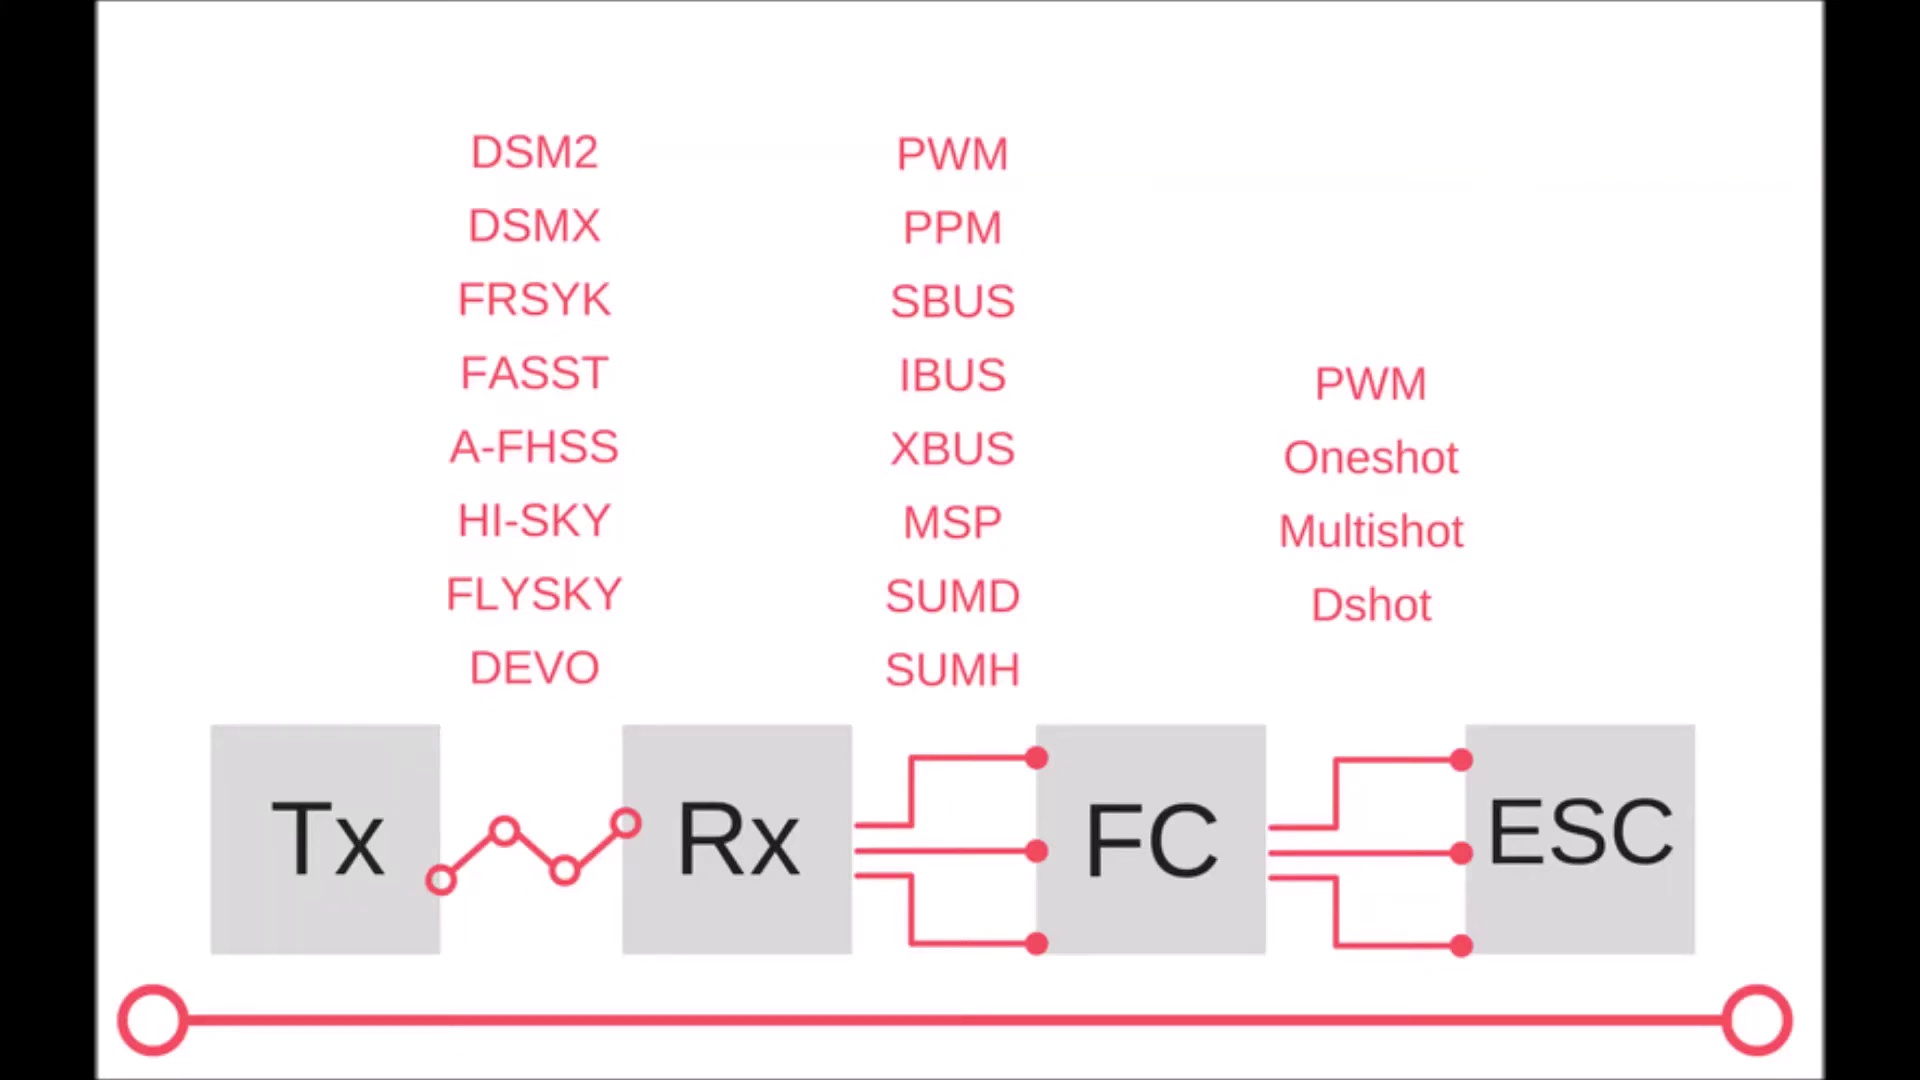 DSM2
DSMX
FRSYK
FASST
A-FHSS
HI-SKY
FLYSKY
DEVO
PWM
PPM
SBUS
IBUS
XBUS
MSP
SUMD
SUMH
PWM
Oneshot
Multishot
Dshot
Tx
Rx
FC
ESC